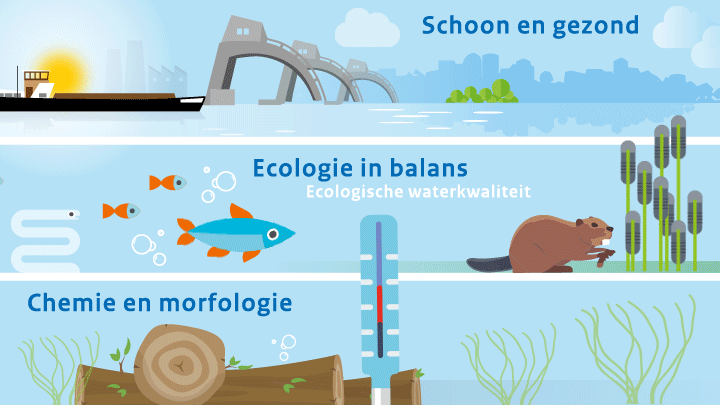 Schoon en gezond
Ecologie in balans
Ecologische waterkwaliteit
Chemie en morfologie